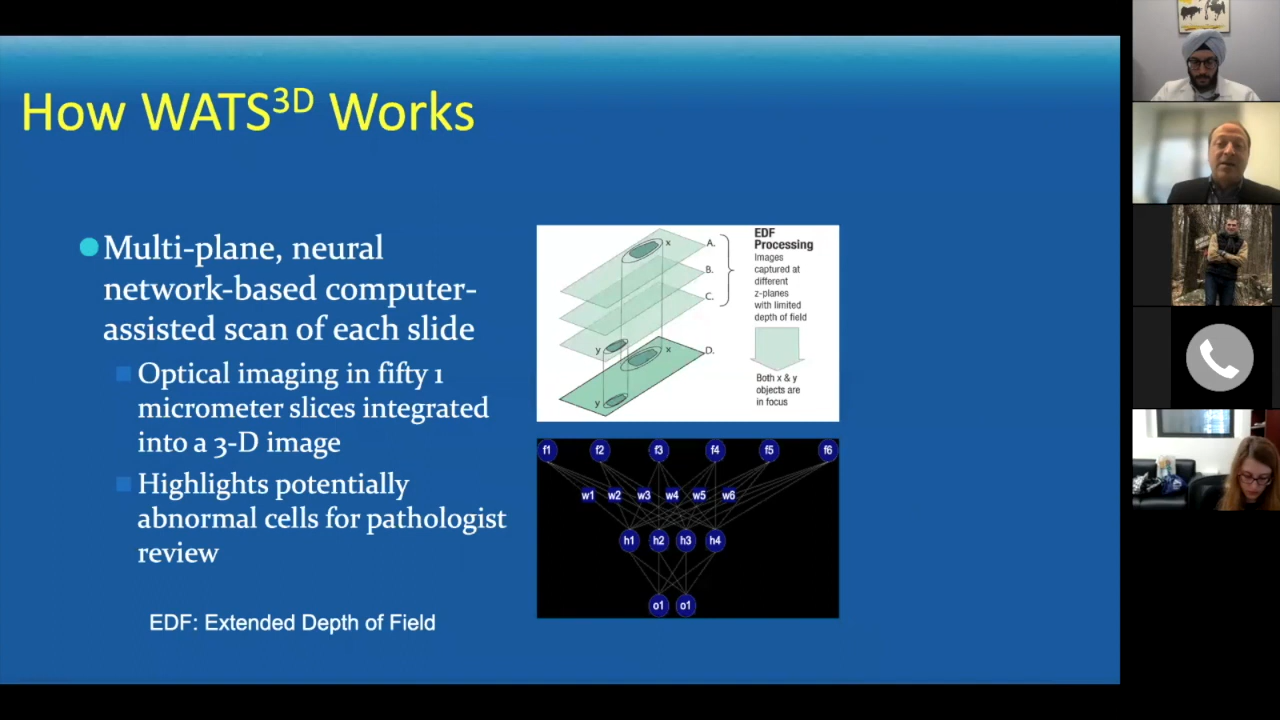 How WATS3D Works
Multi-plane, neural
network-based computer-
assisted scan of each slide
Optical imaging in fifty 1
micrometer slices integrated
into a 3-D image
Highlights potentially
abnormal cells for pathologist
review
EDF: Extended Depth of Field
x
A.
B.
C.
y
x
D.
y
EDF
Processing
Images
captured at
different
z-planes
with limited
depth of field
Both x & y
objects are
in focus
f1 f2 f3 f4 f5 f6
w1 w2 w3 w4 w5 w6
h1 h2 h3 h4
o1 o1